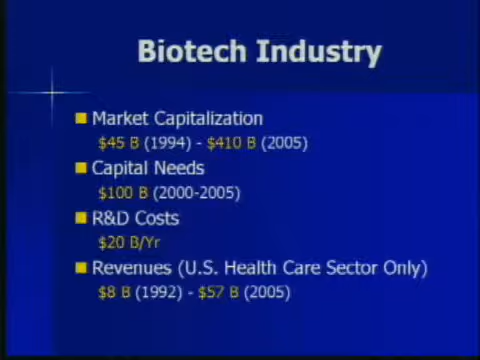 Biotech Industry
Market Capitalization
$45 B (1994) - $410 B (2005)
Capital Needs
$100 B (2000-2005)
R&D Costs
$20 B/Yr
Revenues (U.S. Health Care Sector Only)
$8 B (1992) - $57 B (2005)